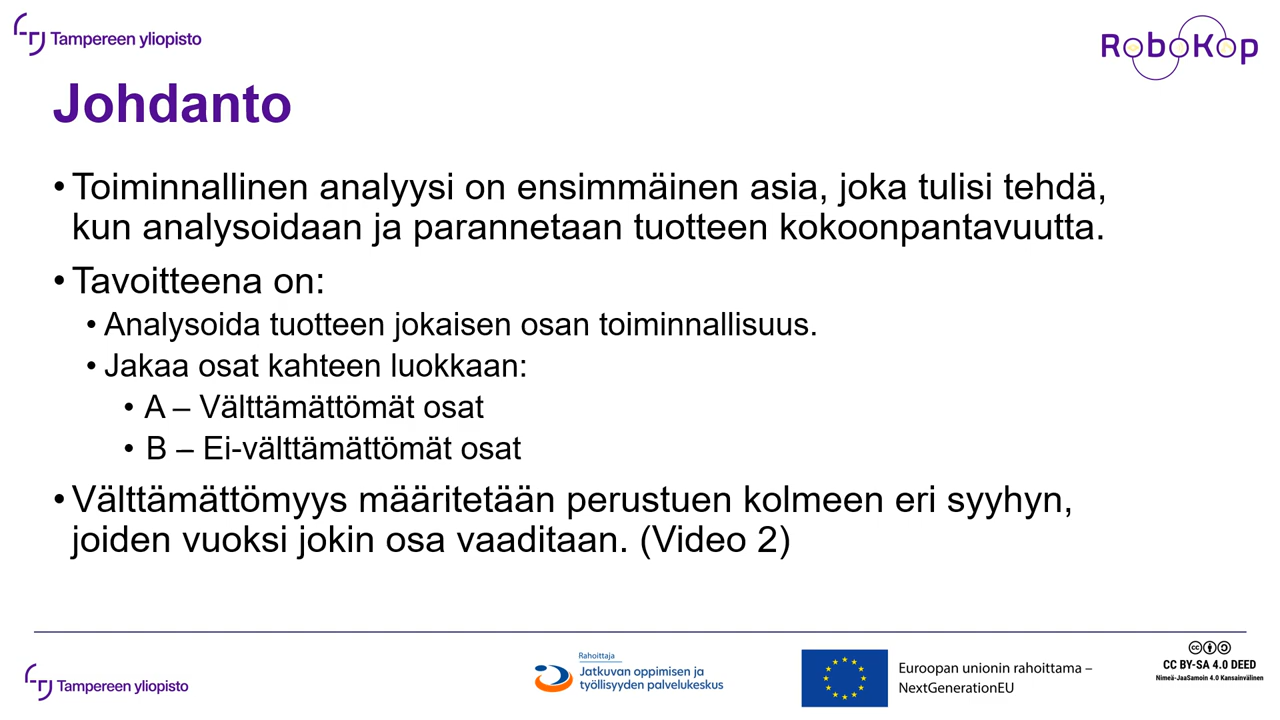 Tampereen yliopisto
RoboKop
Johdanto
• Toiminnallinen analyysi on ensimmäinen asia, joka tulisi tehdä,
kun analysoidaan ja parannetaan tuotteen kokoonpantavuutta.
• Tavoitteena on:
• Analysoida tuotteen jokaisen osan toiminnallisuus.
• Jakaa osat kahteen luokkaan:
• A – Välttämättömät osat
• B – Ei-välttämättömät osat
• Välttämättömyys määritetään perustuen kolmeen eri syyhyn,
joiden vuoksi jokin osa vaaditaan. (Video 2)
Tampereen yliopisto
Rahoittaja
Jatkuvan oppimisen ja
työllisyyden palvelukeskus
Euroopan unionin rahoittama –
NextGenerationEU
CC BY-SA 4.0 DEED
Nimeä-JaaSamoin 4.0 Kansainvälinen